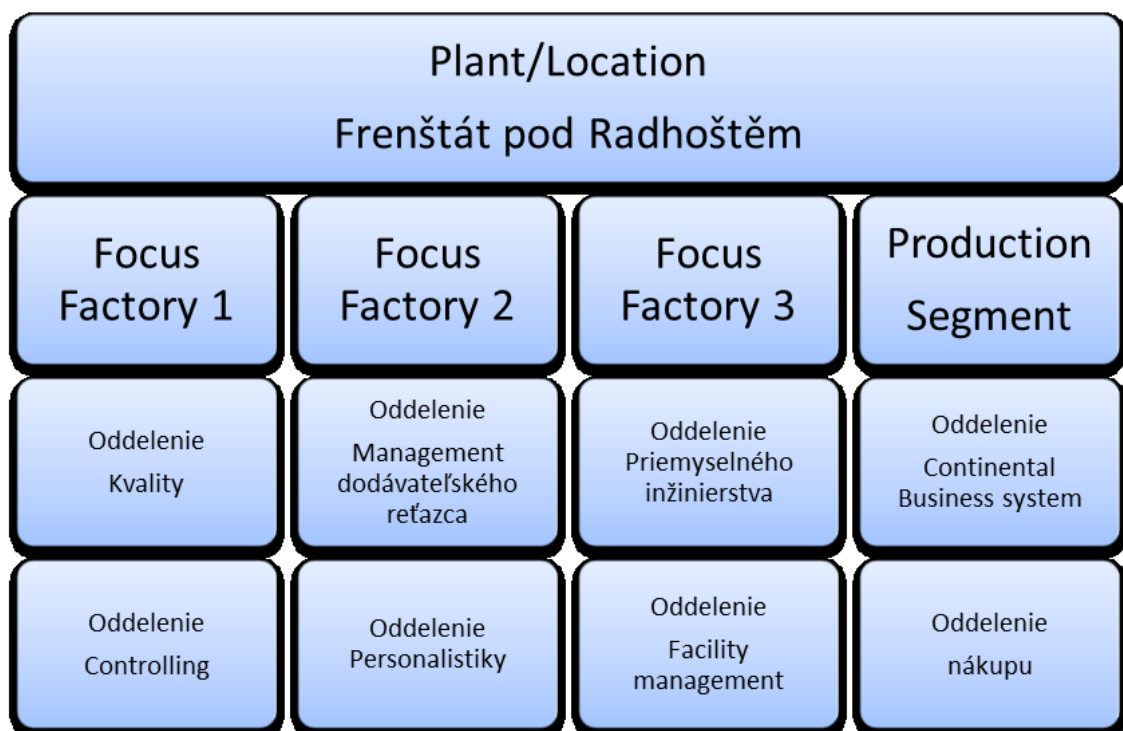 Plant/Location
Frenštát pod Radhoštěm
Focus
Factory 1
Focus
Factory 2
Focus
Factory 3
Production
Segment
Oddelenie
Kvality
Oddelenie
Management
dodávateľského
reťazca
Oddelenie
Priemyselného
inžinierstva
Oddelenie
Continental
Business system
Oddelenie
Controlling
Oddelenie
Personalistiky
Oddelenie
Facility
management
Oddelenie
nákupu